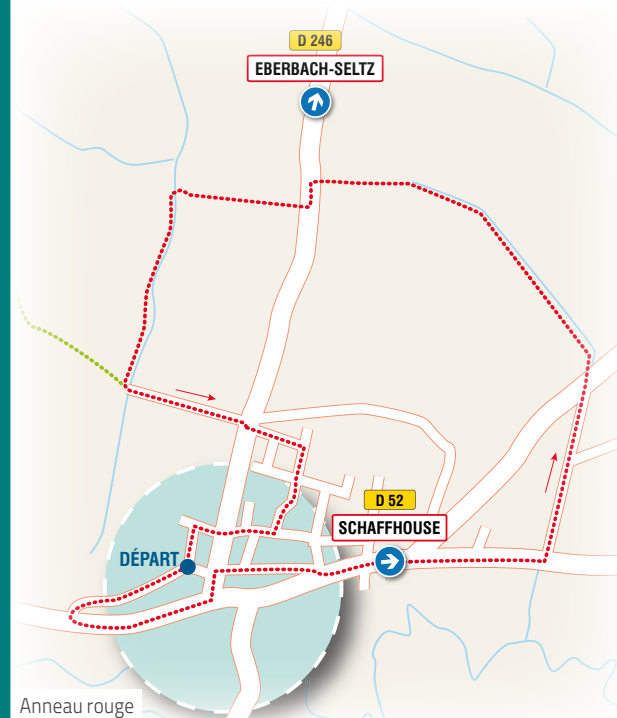 D 246
EBERBACH-SELTZ
D 52
SCHAFFHOUSE
DÉPART
Anneau rouge